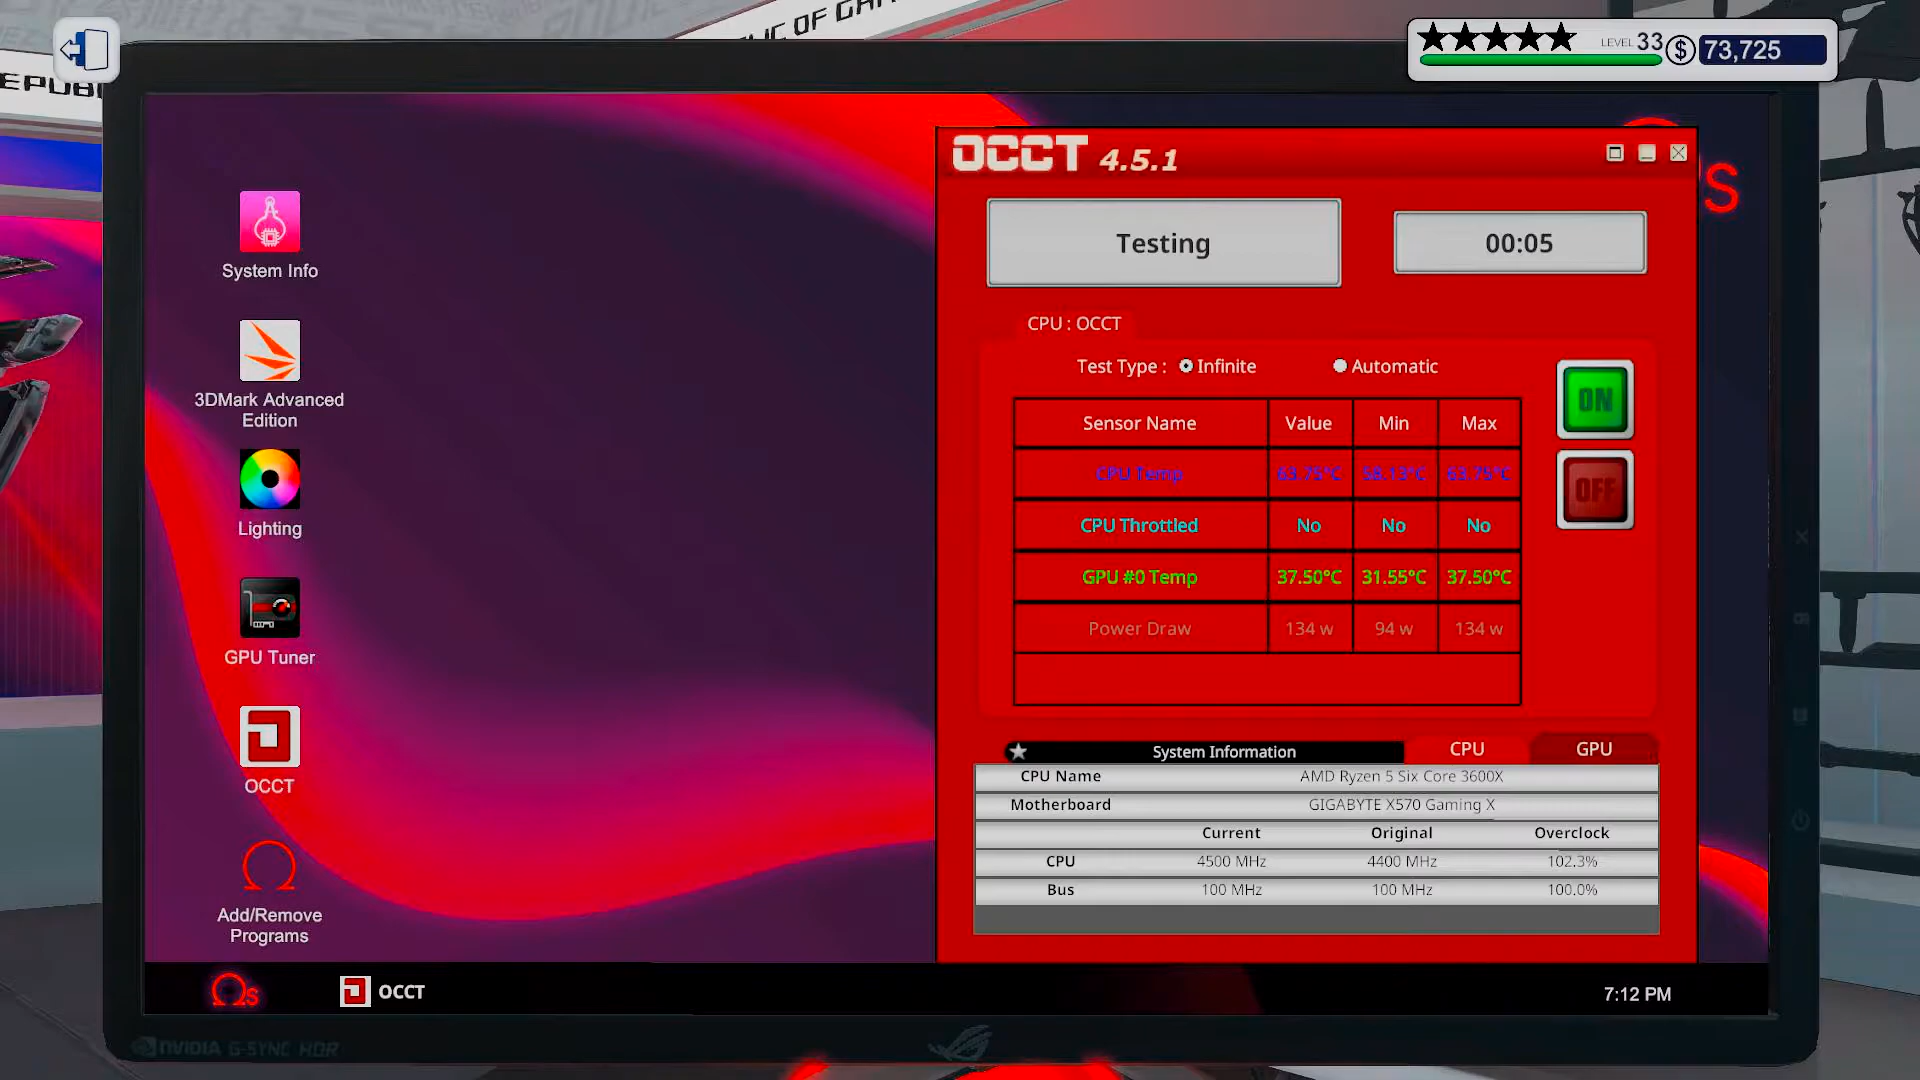 LEVEL 33
$ 73,725
OCCT 4.5.1
Testing
00:05
CPU : OCCT
Test Type : Infinite Automatic
ON
OFF
Sensor Name Value Min Max
CPU Temp 63.75°C 58.13°C 63.75°C
CPU Throttled No No No
GPU #0 Temp 37.50°C 31.55°C 37.50°C
Power Draw 134 w 94 w 134 w
System Information CPU GPU
CPU Name AMD Ryzen 5 Six Core 3600X
Motherboard GIGABYTE X570 Gaming X
Current Original Overclock
CPU 4500 MHz 4400 MHz 102.3%
Bus 100 MHz 100 MHz 100.0%
System Info
3DMark Advanced
Edition
Lighting
GPU Tuner
OCCT
Add/Remove
Programs
S
ΩS
OCCT
7:12 PM
NVIDIA G-SYNC HDR